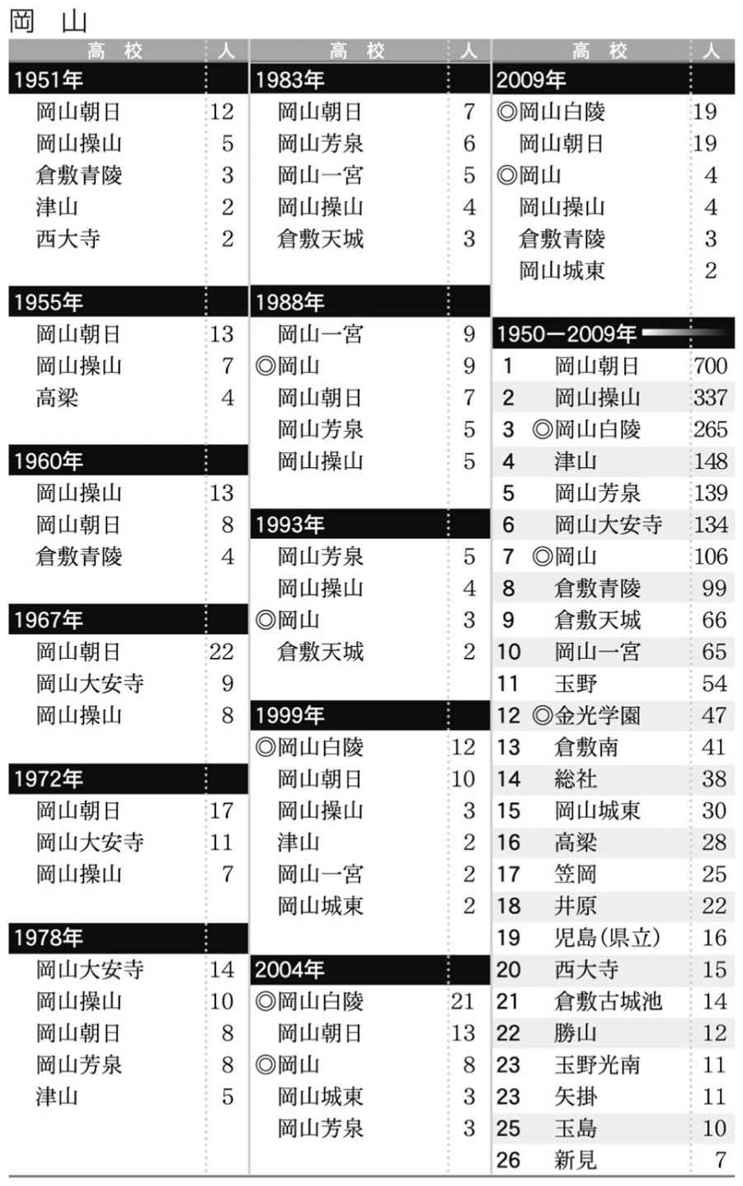 岡 山
高 校 人
1951年
岡山朝日 12
岡山操山 5
倉敷青陵 3
津山 2
西大寺 2
1955年
岡山朝日 13
岡山操山 7
高梁 4
1960年
岡山操山 13
岡山朝日 8
倉敷青陵 4
1967年
岡山朝日 22
岡山大安寺 9
岡山操山 8
1972年
岡山朝日 17
岡山大安寺 11
岡山操山 7
1978年
岡山大安寺 14
岡山操山 10
岡山朝日 8
岡山芳泉 8
津山 5
高 校 人
1983年
岡山朝日 7
岡山芳泉 6
岡山一宮 5
岡山操山 4
倉敷天城 3
1988年
岡山一宮 9
◎岡山 9
岡山朝日 7
岡山芳泉 5
岡山操山 5
1993年
岡山芳泉 5
岡山操山 4
◎岡山 3
倉敷天城 2
1999年
◎岡山白陵 12
岡山朝日 10
岡山操山 3
津山 2
岡山一宮 2
岡山城東 2
2004年
◎岡山白陵 21
岡山朝日 13
◎岡山 8
岡山城東 3
岡山芳泉 3
高 校 人
2009年
◎岡山白陵 19
岡山朝日 19
◎岡山 4
岡山操山 4
倉敷青陵 3
岡山城東 2
1950－2009年
1 岡山朝日 700
2 岡山操山 337
3 ◎岡山白陵 265
4 津山 148
5 岡山芳泉 139
6 岡山大安寺 134
7 ◎岡山 106
8 倉敷青陵 99
9 倉敷天城 66
10 岡山一宮 65
11 玉野 54
12 ◎金光学園 47
13 倉敷南 41
14 総社 38
15 岡山城東 30
16 高梁 28
17 笠岡 25
18 井原 22
19 児島(県立) 16
20 西大寺 15
21 倉敷古城池 14
22 勝山 12
23 玉野光南 11
23 矢掛 11
25 玉島 10
26 新見 7